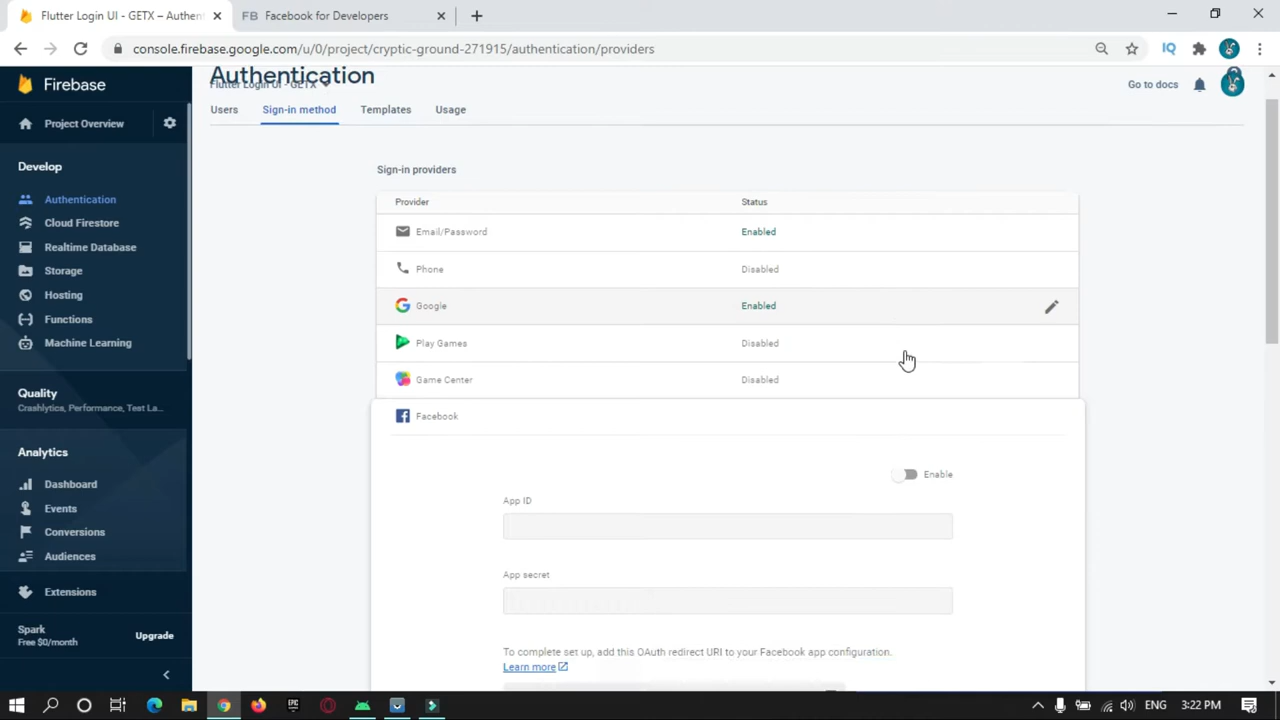 Flutter Login UI - GETX – Authent
FB Facebook for Developers
console.firebase.google.com/u/0/project/cryptic-ground-271915/authentication/providers
IQ
Firebase
Authentication
Flutter Login UI - GETX
Go to docs
Project Overview
Users
Sign-in method
Templates
Usage
Develop
Authentication
Cloud Firestore
Realtime Database
Storage
Hosting
Functions
Machine Learning
Quality
Crashlytics, Performance, Test La...
Analytics
Dashboard
Events
Conversions
Audiences
Extensions
Spark
Free $0/month
Upgrade
Sign-in providers
Provider Status
Email/Password Enabled
Phone Disabled
Google Enabled
Play Games Disabled
Game Center Disabled
Facebook
Enable
App ID
App secret
To complete set up, add this OAuth redirect URI to your Facebook app configuration.
Learn more
EPIC
GAMES
ENG 3:22 PM